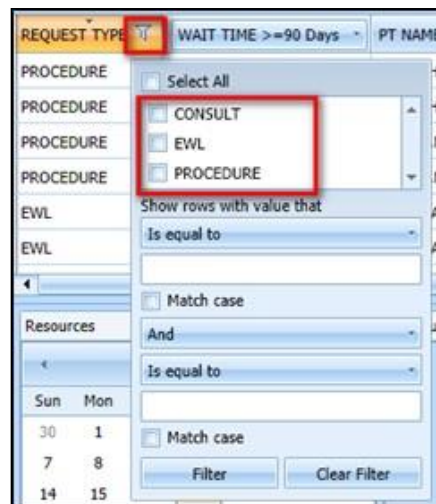 REQUEST TYPE WAIT TIME >=90 Days PT NAME
PROCEDURE
PROCEDURE
PROCEDURE
PROCEDURE
EWL
EWL
Select All
CONSULT
EWL
PROCEDURE
Show rows with value that
Is equal to
Match case
And
Is equal to
Match case
Filter Clear Filter
Resources
Sun Mon
30 1
7 8
14 15